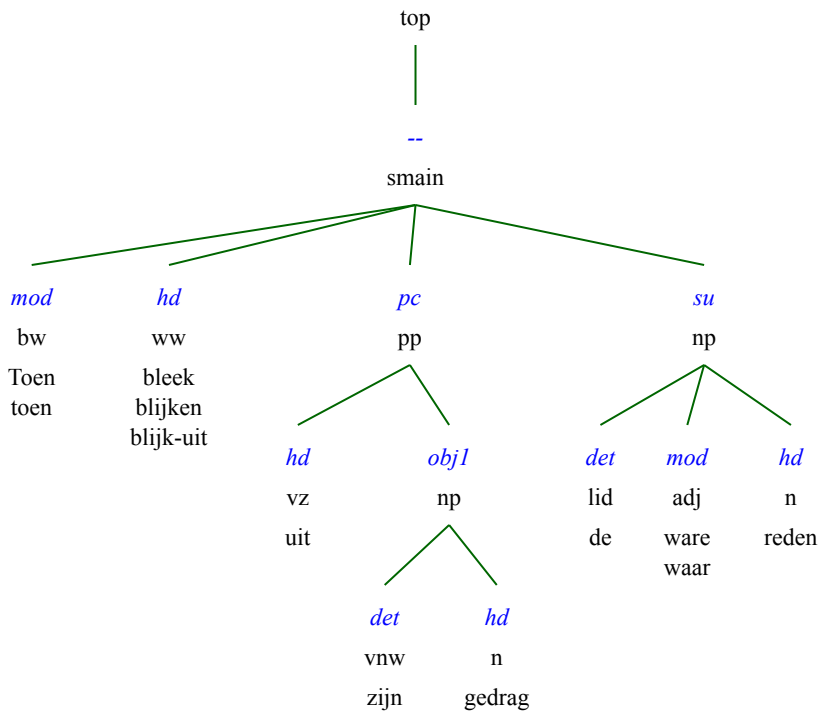 top
--
smain
mod hd pc su
bw ww pp np
Toen bleek
toen blijken
blijk-uit
hd obj1 det mod hd
vz np lid adj n
uit de ware reden
waar
det hd
vnw n
zijn gedrag